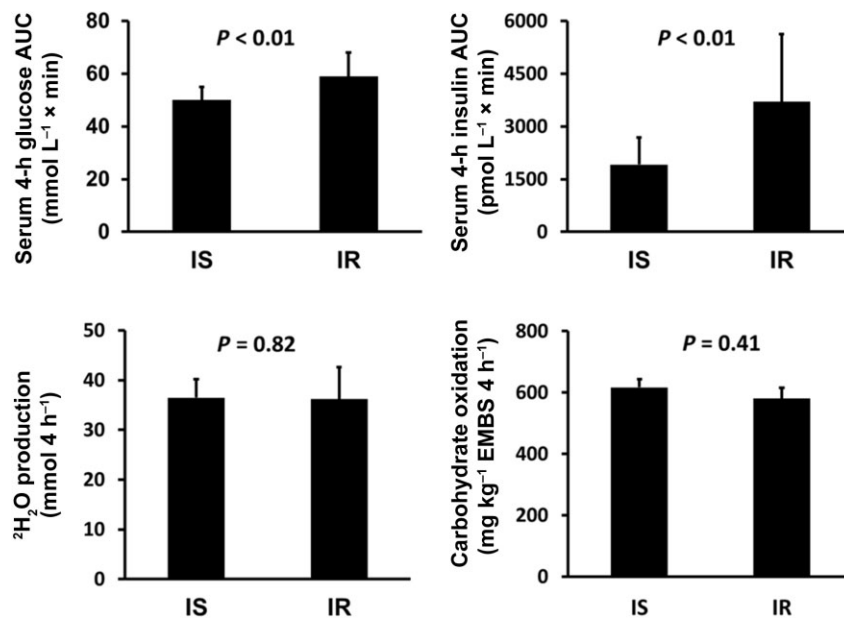 Serum 4-h glucose AUC
(mmol L⁻¹ × min)
80
60
40
20
0
P < 0.01
IS
IR
Serum 4-h insulin AUC
(pmol L⁻¹ × min)
6000
4500
3000
1500
0
P < 0.01
IS
IR
²H₂O production
(mmol 4 h⁻¹)
50
40
30
20
10
0
P = 0.82
IS
IR
Carbohydrate oxidation
(mg kg⁻¹ EMBS 4 h⁻¹)
800
600
400
200
0
P = 0.41
IS
IR